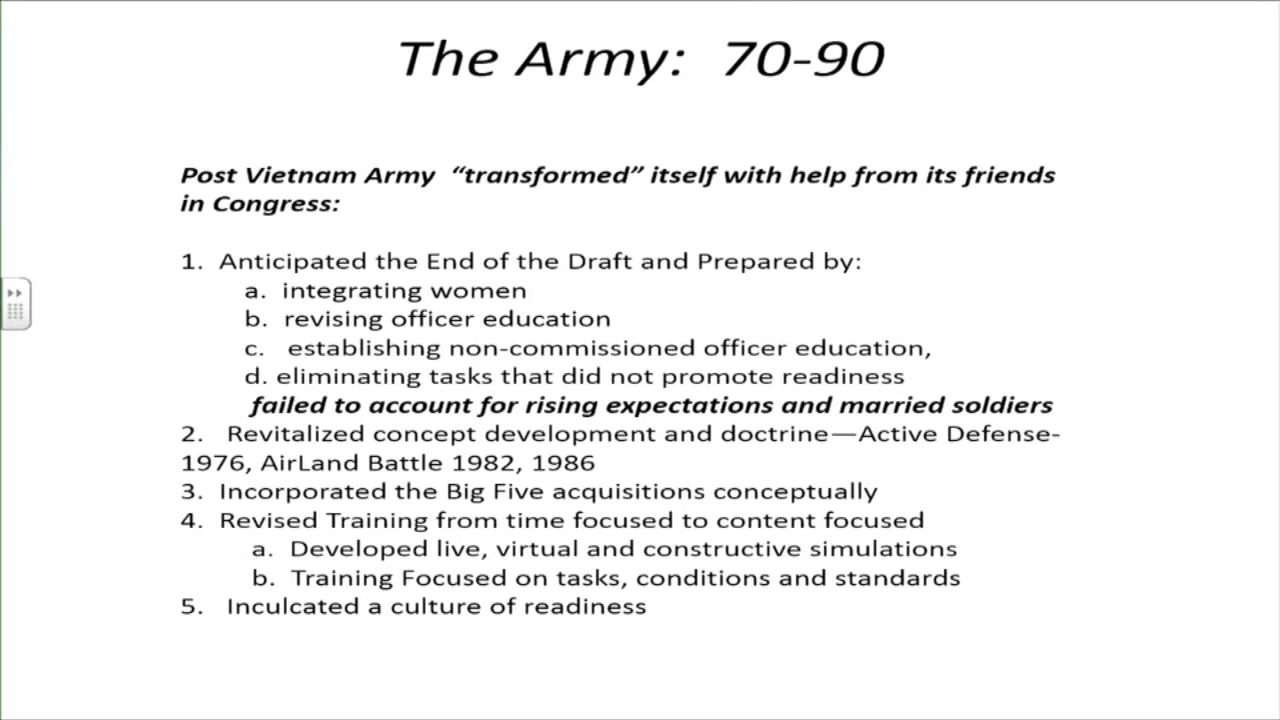 The Army: 70-90
Post Vietnam Army “transformed” itself with help from its friends
in Congress:
1. Anticipated the End of the Draft and Prepared by:
a. integrating women
b. revising officer education
c. establishing non-commissioned officer education,
d. eliminating tasks that did not promote readiness
failed to account for rising expectations and married soldiers
2. Revitalized concept development and doctrine—Active Defense-
1976, AirLand Battle 1982, 1986
3. Incorporated the Big Five acquisitions conceptually
4. Revised Training from time focused to content focused
a. Developed live, virtual and constructive simulations
b. Training Focused on tasks, conditions and standards
5. Inculcated a culture of readiness